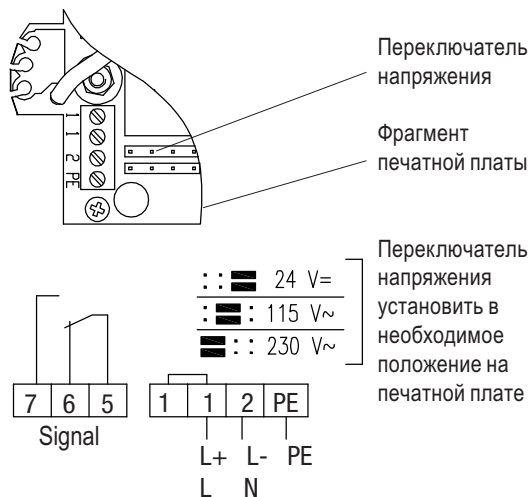 Переключатель
напряжения
1
1
2
PE
Фрагмент
печатной платы
24 V=
115 V~
230 V~
Переключатель
напряжения
установить в
необходимое
положение на
печатной плате
7 6 5
Signal
1 1 2 PE
L+ L- PE
L N